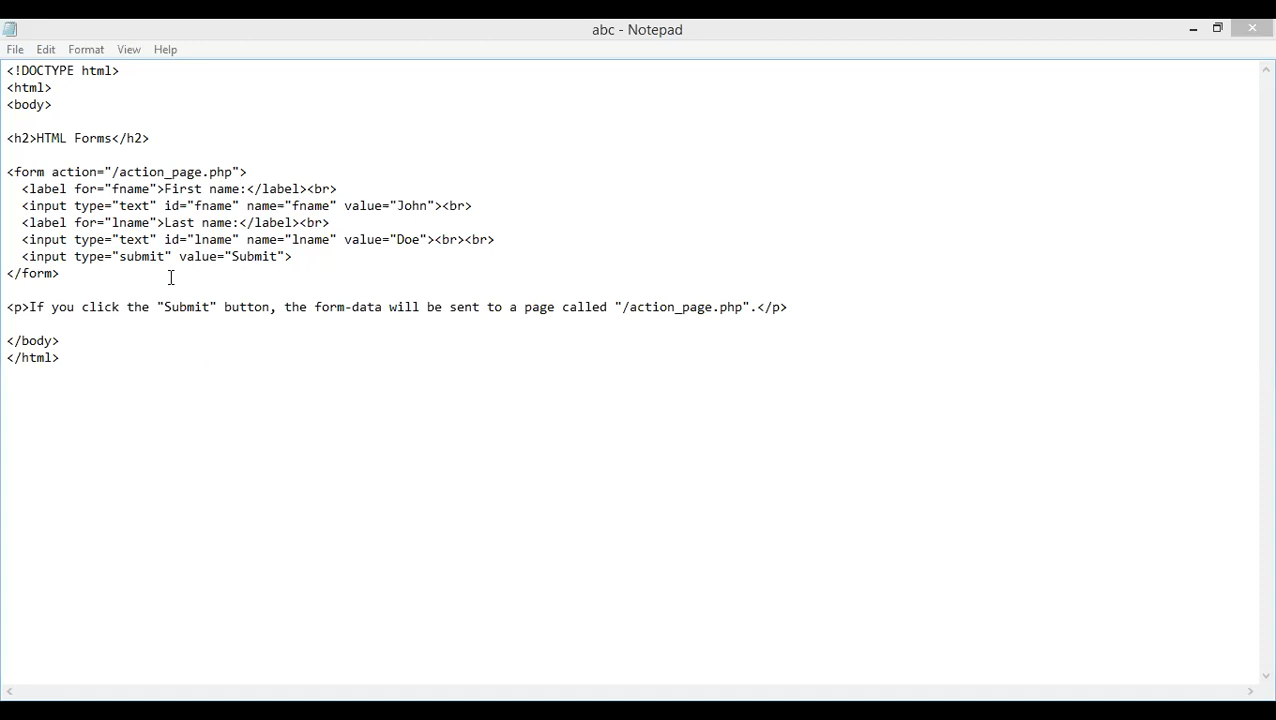 abc - Notepad
File Edit Format View Help
<!DOCTYPE html>
<html>
<body>
<h2>HTML Forms</h2>
<form action="/action_page.php">
  <label for="fname">First name:</label><br>
  <input type="text" id="fname" name="fname" value="John"><br>
  <label for="lname">Last name:</label><br>
  <input type="text" id="lname" name="lname" value="Doe"><br><br>
  <input type="submit" value="Submit">
</form>
<p>If you click the "Submit" button, the form-data will be sent to a page called "/action_page.php".</p>
</body>
</html>